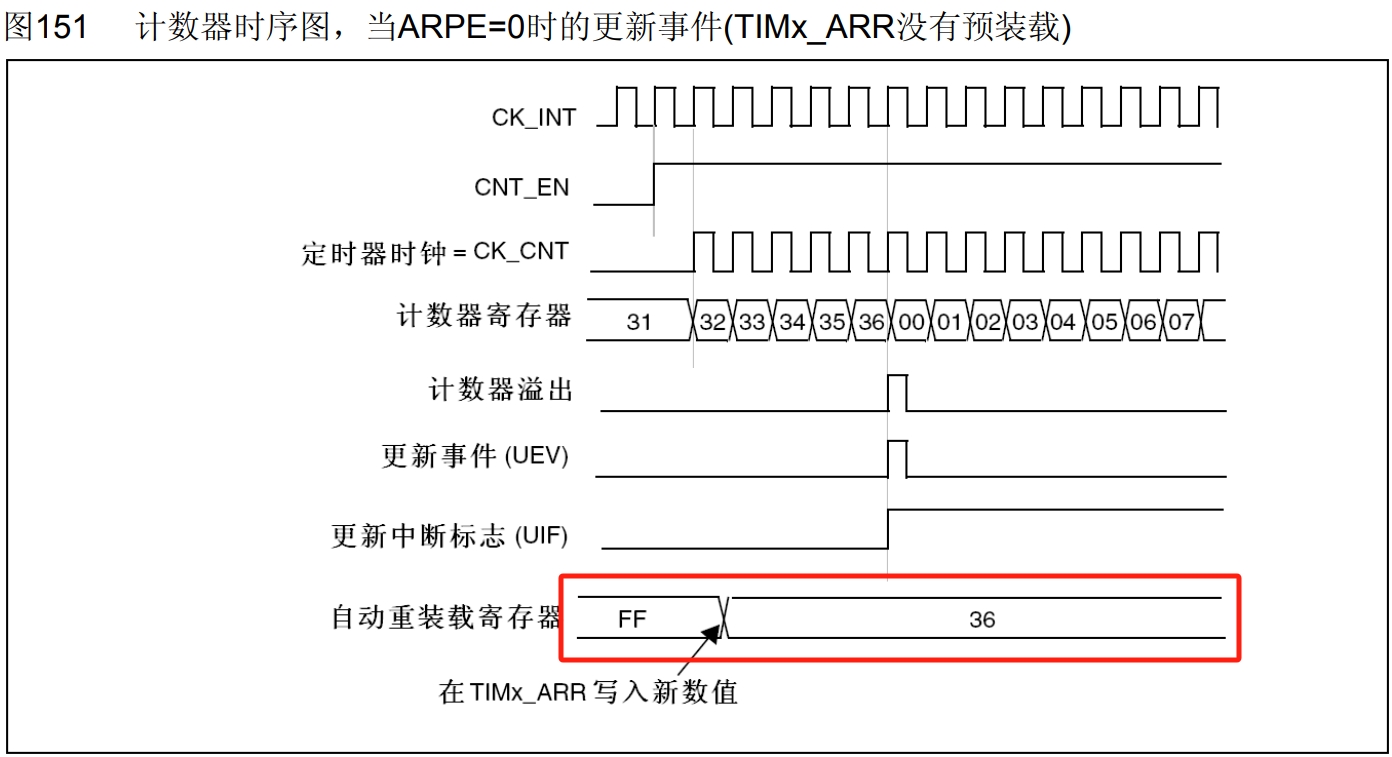 图151 计数器时序图，当ARPE=0时的更新事件(TIMx_ARR没有预装载)
CK_INT
CNT_EN
定时器时钟 = CK_CNT
计数器寄存器 31 32 33 34 35 36 00 01 02 03 04 05 06 07
计数器溢出
更新事件 (UEV)
更新中断标志 (UIF)
自动重装载寄存器 FF 36
在 TIMx_ARR 写入新数值